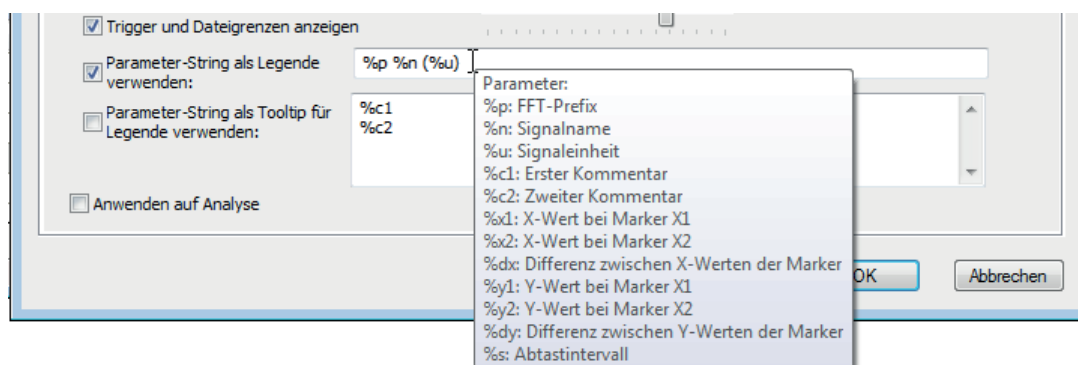 Trigger und Dateigrenzen anzeigen
Parameter-String als Legende
verwenden:
%p %n (%u)
Parameter-String als Tooltip für
Legende verwenden:
%c1
%c2
Anwenden auf Analyse
Parameter:
%p: FFT-Prefix
%n: Signalname
%u: Signaleinheit
%c1: Erster Kommentar
%c2: Zweiter Kommentar
%x1: X-Wert bei Marker X1
%x2: X-Wert bei Marker X2
%dx: Differenz zwischen X-Werten der Marker
%y1: Y-Wert bei Marker X1
%y2: Y-Wert bei Marker X2
%dy: Differenz zwischen Y-Werten der Marker
%s: Abtastintervall
OK
Abbrechen